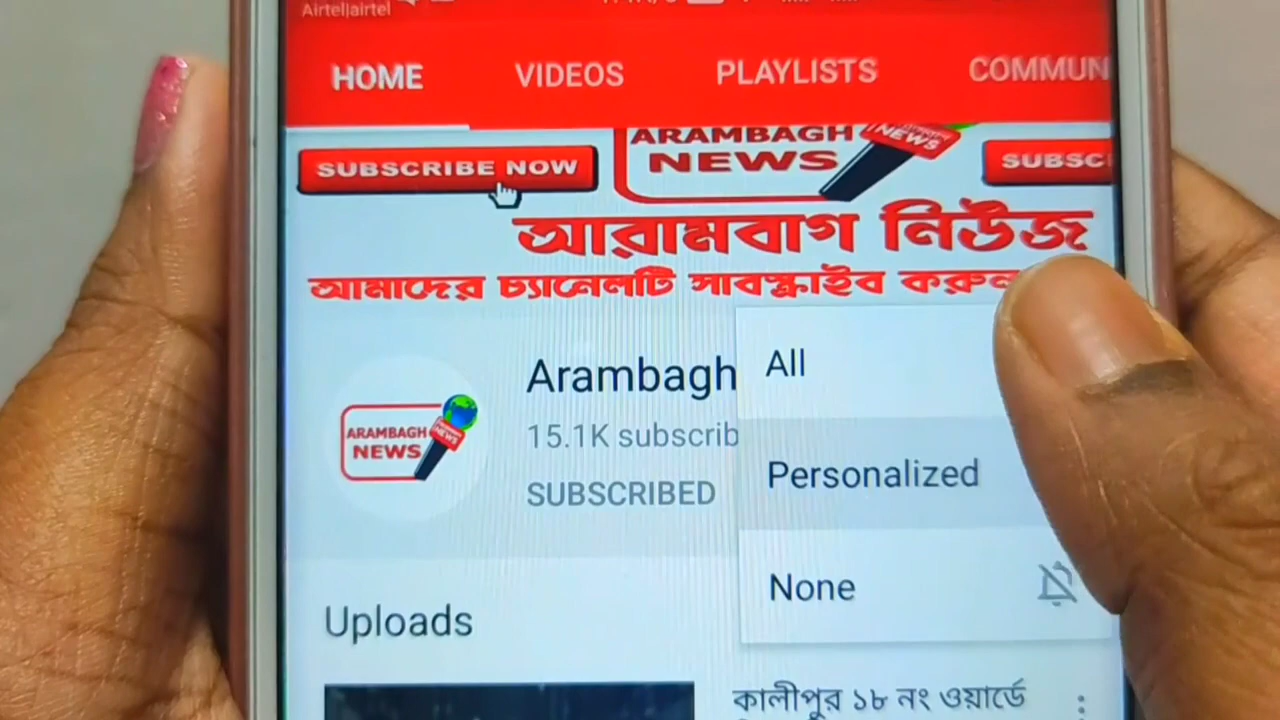 Airtel|airtel
HOME VIDEOS PLAYLISTS COMMUN
SUBSCRIBE NOW
ARAMBAGH
NEWS
NEWS
SUBSC
আরামবাগ নিউজ
আমাদের চ্যানেলটি সাবস্ক্রাইব করুন
ARAMBAGH
NEWS
NEWS
Arambagh
15.1K subscrib
SUBSCRIBED
All
Personalized
None
Uploads
কালীপুর ১৮ নং ওয়ার্ডে